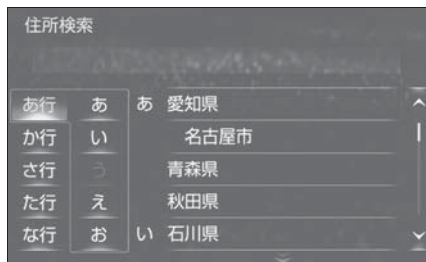 住所検索
あ行 あ あ 愛知県
か行 い 名古屋市
さ行 う 青森県
た行 え 秋田県
な行 お い 石川県